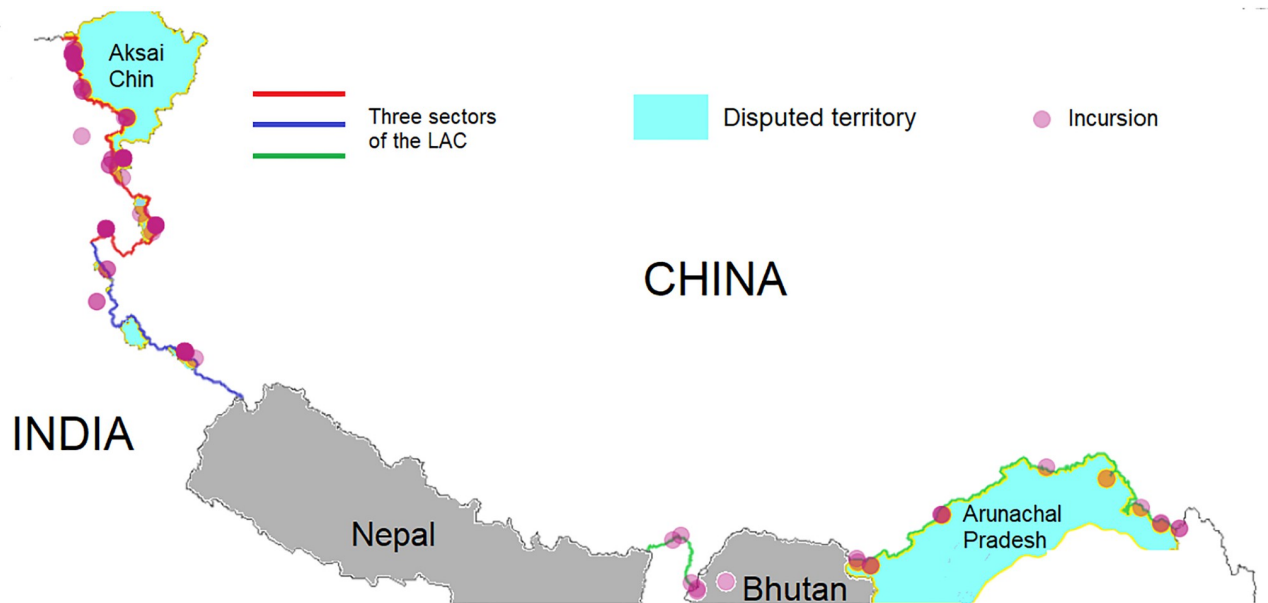 Aksai
Chin
Three sectors
of the LAC
Disputed territory
Incursion
CHINA
INDIA
Nepal
Bhutan
Arunachal
Pradesh